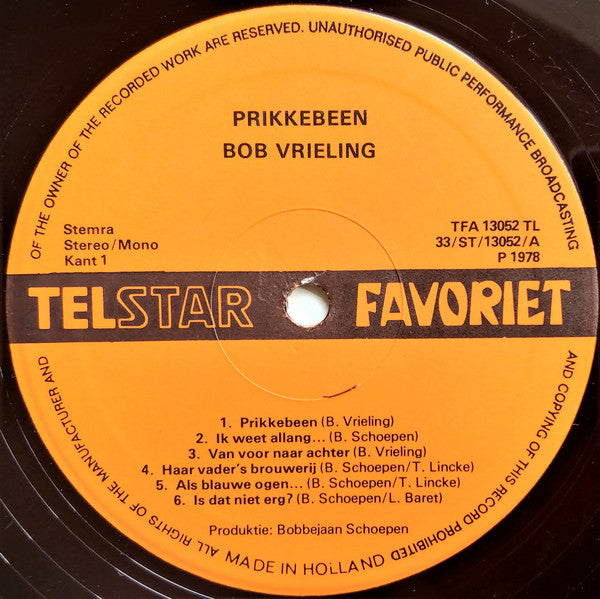 OF THE OWNER OF THE RECORDED WORK ARE RESERVED. UNAUTHORISED PUBLIC PERFORMANCE BROADCASTING
PRIKKEBEEN
BOB VRIELING
Stemra
Stereo/Mono
Kant 1
TFA 13052 TL
33/ST/13052/A
P 1978
TELSTAR FAVORIET
1. Prikkebeen (B. Vrieling)
2. Ik weet allang... (B. Schoepen)
3. Van voor naar achter (B. Vrieling)
4. Haar vader's brouwerij (B. Schoepen/T. Lincke)
5. Als blauwe ogen... (B. Schoepen/T. Lincke)
6. Is dat niet erg? (B. Schoepen/L. Baret)
Produktie: Bobbejaan Schoepen
AND COPYING OF THIS RECORD PROHIBITED
MADE IN HOLLAND
ALL RIGHTS OF THE MANUFACTURER AND